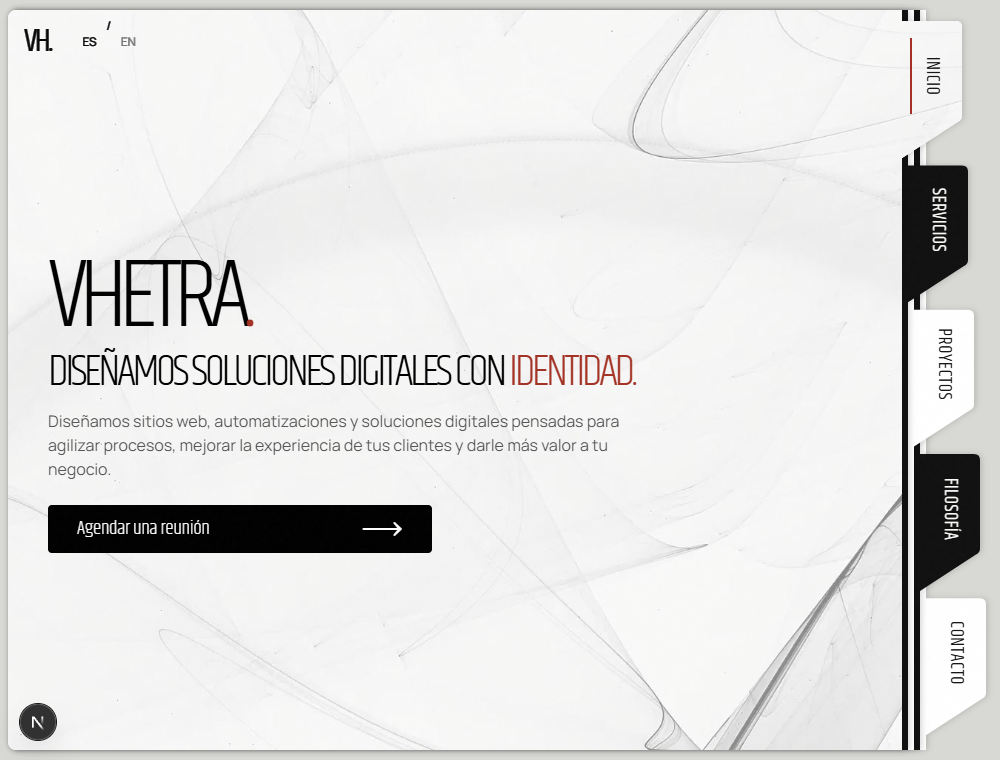 VH.
ES / EN
INICIO
SERVICIOS
PROYECTOS
FILOSOFÍA
CONTACTO
VHETRA.
DISEÑAMOS SOLUCIONES DIGITALES CON IDENTIDAD.
Diseñamos sitios web, automatizaciones y soluciones digitales pensadas para
agilizar procesos, mejorar la experiencia de tus clientes y darle más valor a tu
negocio.
Agendar una reunión
N